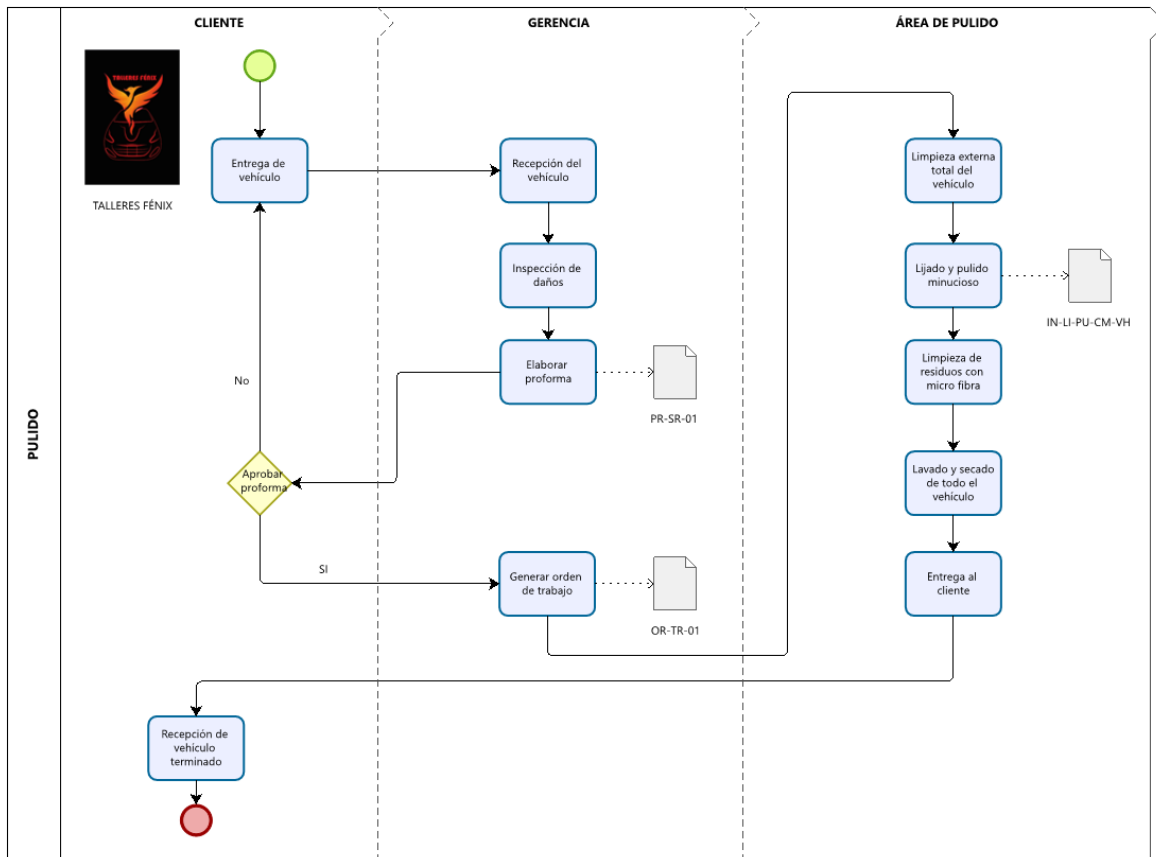 CLIENTE
GERENCIA
ÁREA DE PULIDO
PULIDO
TALLERES FÉNIX
TALLERES FÉNIX
Entrega de
vehículo
Recepción del
vehículo
Inspección de
daños
Elaborar
proforma
PR-SR-01
No
Aprobar
proforma
SI
Generar orden
de trabajo
OR-TR-01
Limpieza externa
total del
vehículo
Lijado y pulido
minucioso
IN-LI-PU-CM-VH
Limpieza de
residuos con
micro fibra
Lavado y secado
de todo el
vehículo
Entrega al
cliente
Recepción de
vehículo
terminado